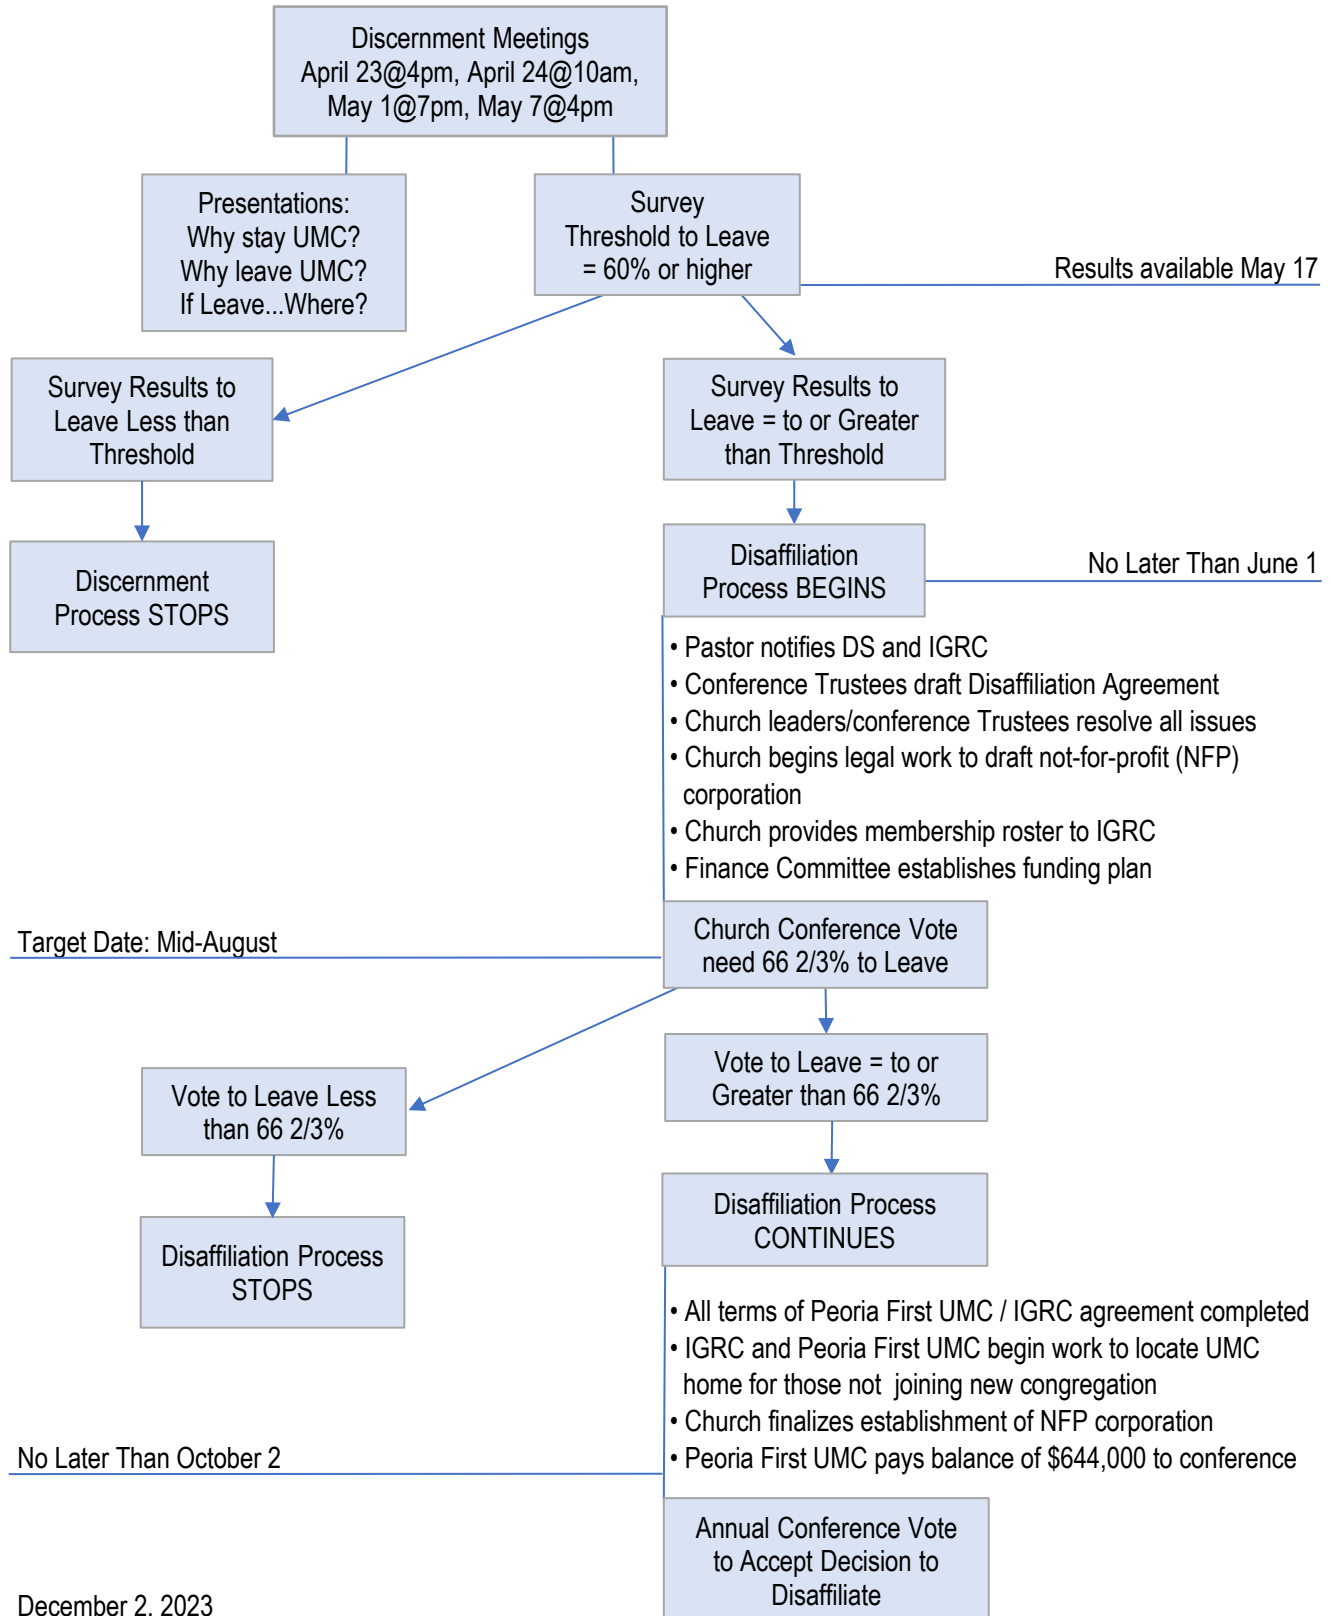 Discernment Meetings
April 23@4pm, April 24@10am,
May 1@7pm, May 7@4pm
Presentations:
Why stay UMC?
Why leave UMC?
If Leave...Where?
Survey
Threshold to Leave
= 60% or higher
Results available May 17
Survey Results to
Leave Less than
Threshold
Survey Results to
Leave = to or Greater
than Threshold
Discernment
Process STOPS
Disaffiliation
Process BEGINS
No Later Than June 1
• Pastor notifies DS and IGRC
• Conference Trustees draft Disaffiliation Agreement
• Church leaders/conference Trustees resolve all issues
• Church begins legal work to draft not-for-profit (NFP)
corporation
• Church provides membership roster to IGRC
• Finance Committee establishes funding plan
Target Date: Mid-August
Church Conference Vote
need 66 2/3% to Leave
Vote to Leave Less
than 66 2/3%
Vote to Leave = to or
Greater than 66 2/3%
Disaffiliation Process
STOPS
Disaffiliation Process
CONTINUES
• All terms of Peoria First UMC / IGRC agreement completed
• IGRC and Peoria First UMC begin work to locate UMC
home for those not joining new congregation
• Church finalizes establishment of NFP corporation
• Peoria First UMC pays balance of $644,000 to conference
No Later Than October 2
Annual Conference Vote
to Accept Decision to
Disaffiliate
December 2, 2023